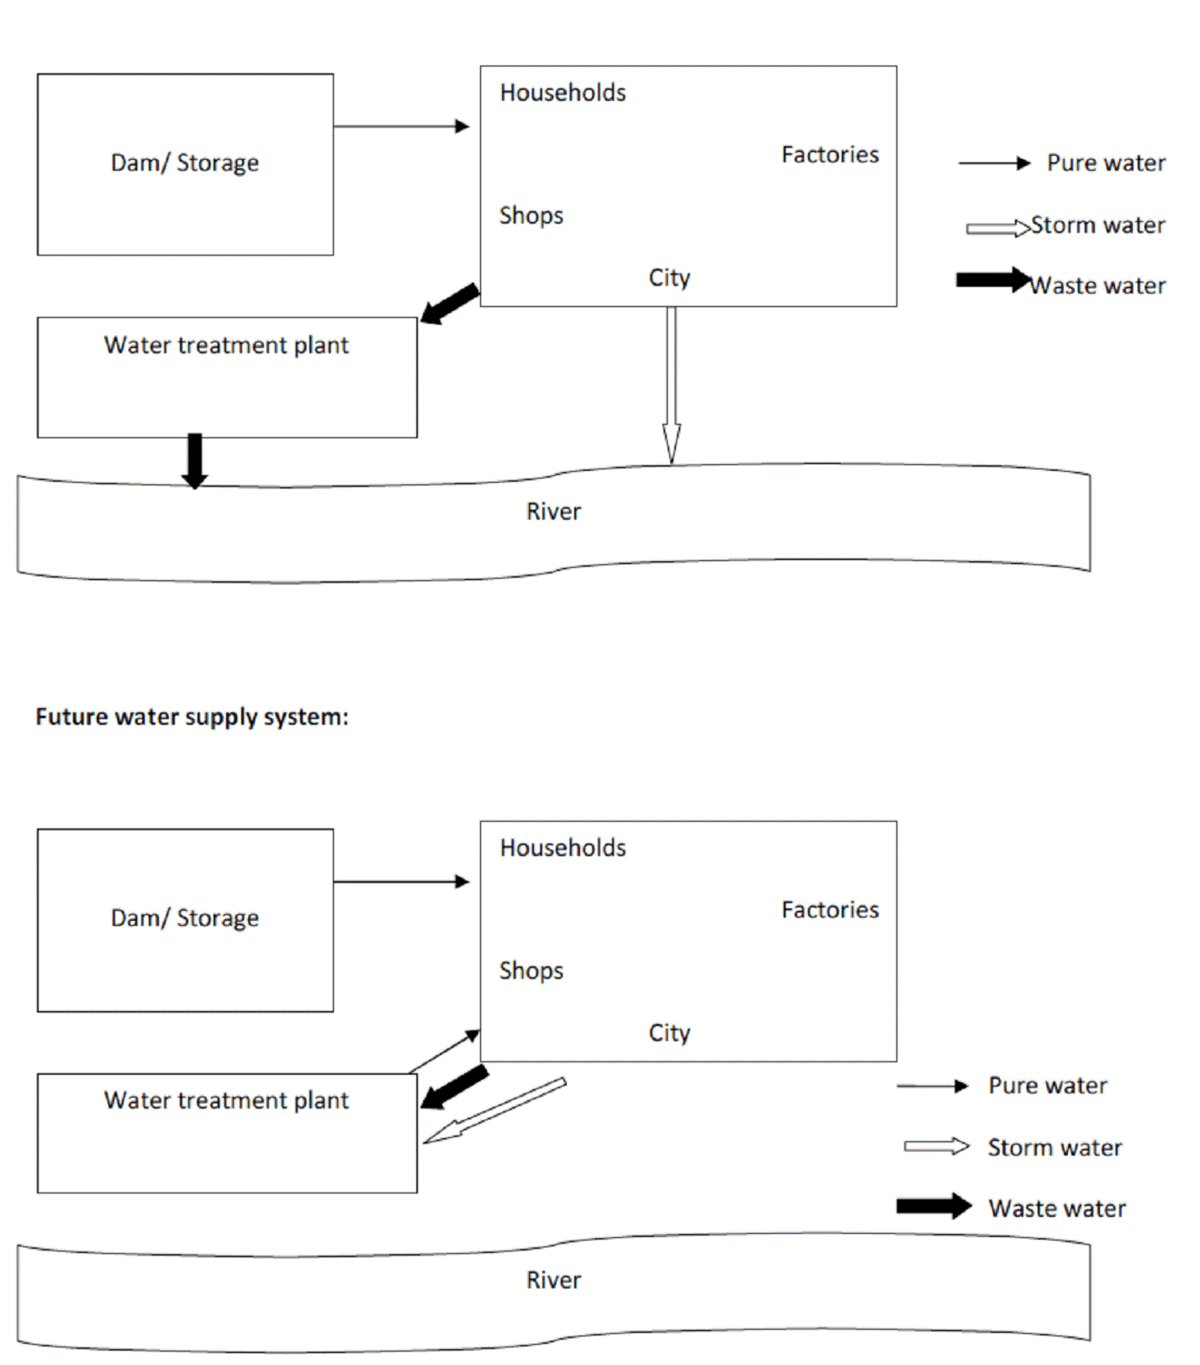 Households
Factories
Dam/ Storage
Pure water
Shops
Storm water
City
Waste water
Water treatment plant
River
Future water supply system:
Households
Factories
Dam/ Storage
Shops
City
Pure water
Water treatment plant
Storm water
Waste water
River